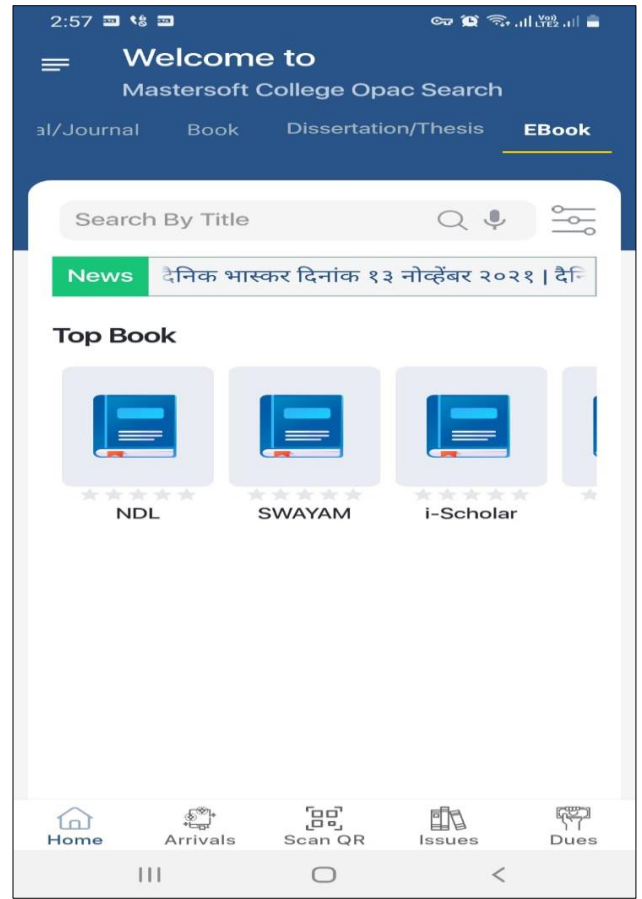 2:57
Welcome to
Mastersoft College Opac Search
al/Journal Book Dissertation/Thesis EBook
Search By Title
News दैनिक भास्कर दिनांक १३ नोव्हेंबर २०२१ | दैनि
Top Book
NDL SWAYAM i-Scholar
Home Arrivals Scan QR Issues Dues